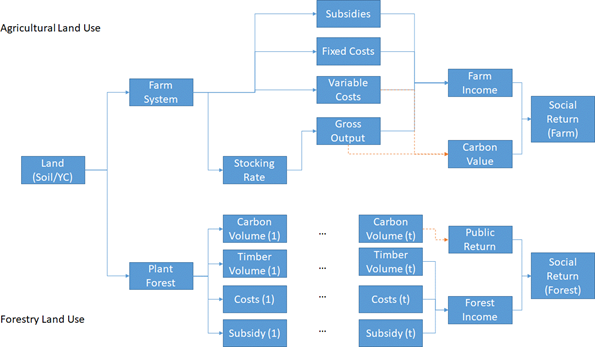 Agricultural Land Use
Subsidies
Fixed Costs
Farm
System
Variable
Costs
Farm
Income
Social
Return
(Farm)
Gross
Output
Carbon
Value
Land
(Soil/YC)
Stocking
Rate
Carbon
Volume (1)
...
Carbon
Volume (t)
Public
Return
Plant
Forest
Timber
Volume (1)
...
Timber
Volume (t)
Social
Return
(Forest)
Costs (1)
...
Costs (t)
Forest
Income
Forestry Land Use
Subsidy (1)
...
Subsidy (t)